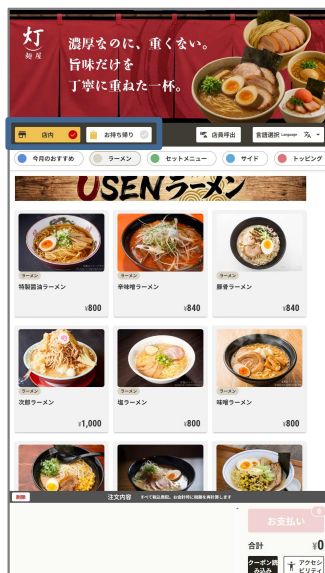 灯
麺屋
濃厚なのに、重くない。
旨味だけを
丁寧に重ねた一杯。
店内
お持ち帰り
店員呼出
言語選択 Language
今月のおすすめ
ラーメン
セットメニュー
サイド
トッピング
USENラーメン
ラーメン
特製醤油ラーメン
¥800
ラーメン
辛味噌ラーメン
¥840
ラーメン
豚骨ラーメン
¥840
ラーメン
次郎ラーメン
¥1,000
ラーメン
塩ラーメン
¥800
ラーメン
味噌ラーメン
¥800
削除
注文内容 すべて税込表記。お会計時に総額を再計算します
お支払い
0
合計 ¥0
クーポン読み込み
アクセシビリティ